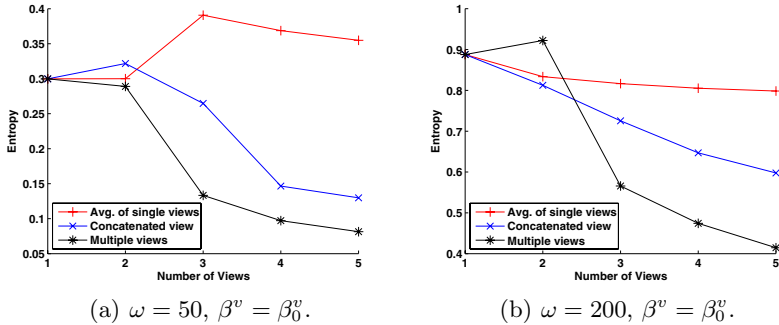 0.4
0.35
0.3
0.25
0.2
0.15
0.1
0.05
Entropy
1 2 3 4 5
Number of Views
Avg. of single views
Concatenated view
Multiple views
(a) ω = 50, β^v = β_0^v.
1
0.9
0.8
0.7
0.6
0.5
0.4
Entropy
1 2 3 4 5
Number of Views
Avg. of single views
Concatenated view
Multiple views
(b) ω = 200, β^v = β_0^v.